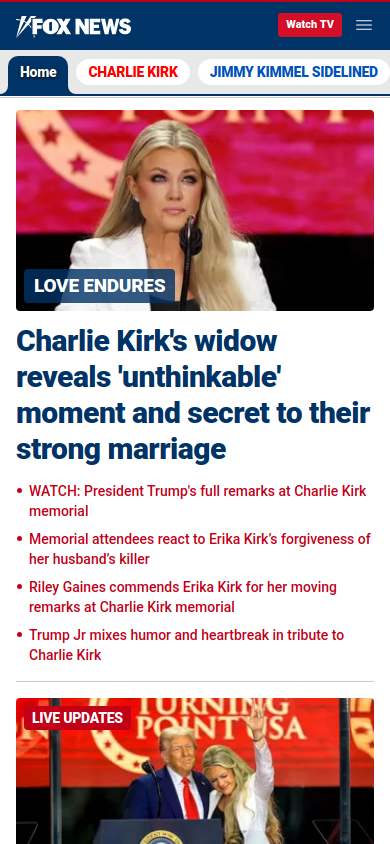 FOX NEWS
Watch TV
Home
CHARLIE KIRK
JIMMY KIMMEL SIDELINED
POINT
LOVE ENDURES
Charlie Kirk's widow
reveals 'unthinkable'
moment and secret to their
strong marriage
WATCH: President Trump's full remarks at Charlie Kirk
memorial
Memorial attendees react to Erika Kirk’s forgiveness of
her husband’s killer
Riley Gaines commends Erika Kirk for her moving
remarks at Charlie Kirk memorial
Trump Jr mixes humor and heartbreak in tribute to
Charlie Kirk
LIVE UPDATES
TURNING
POINT USA